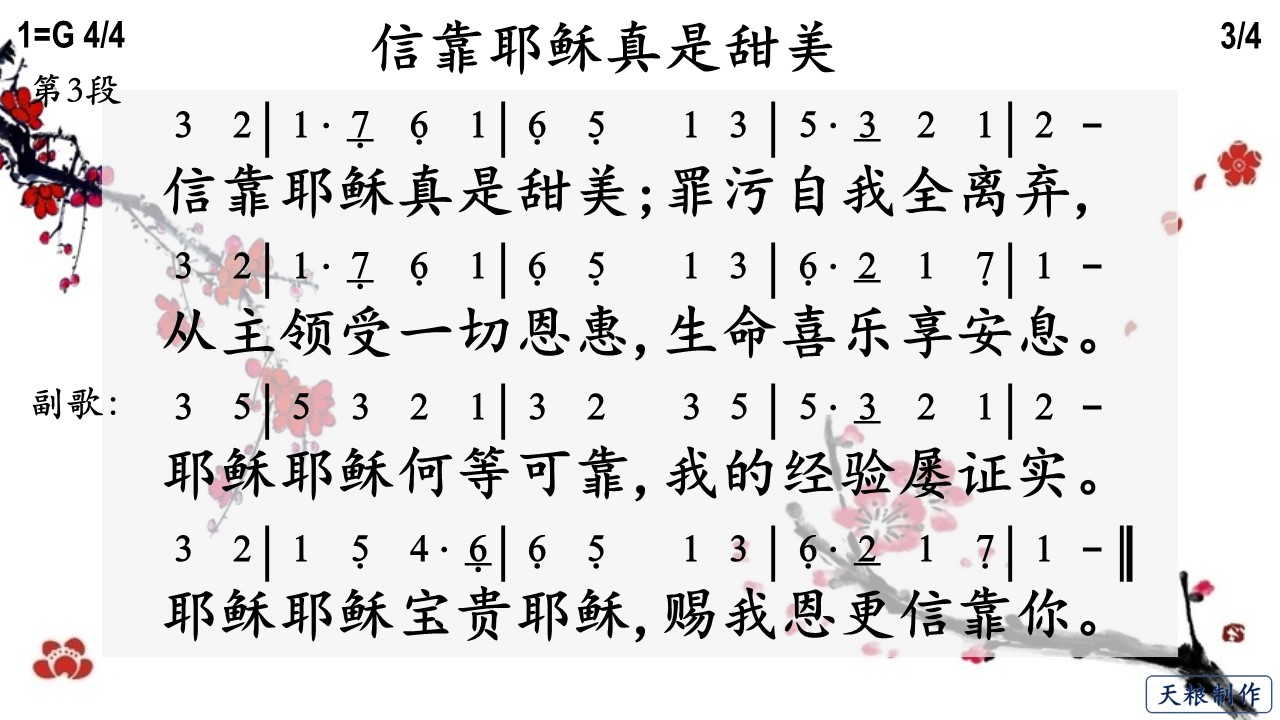 1=G 4/4
信靠耶稣真是甜美
3/4
第3段
3 2 | 1 · 7̣ 6̣ 1 | 6̣ 5̣ 1 3 | 5 · 3 2 1 | 2 −
信靠耶稣真是甜美;罪污自我全离弃,
3 2 | 1 · 7̣ 6̣ 1 | 6̣ 5̣ 1 3 | 6̣ · 2 1 7̣ | 1 −
从主领受一切恩惠,生命喜乐享安息。
副歌:
3 5 | 5 3 2 1 | 3 2 3 5 | 5 · 3 2 1 | 2 −
耶稣耶稣何等可靠,我的经验屡证实。
3 2 | 1 5̣ 4 · 6̣ | 6̣ 5̣ 1 3 | 6̣ · 2 1 7̣ | 1 − ‖
耶稣耶稣宝贵耶稣,赐我恩更信靠你。
天粮制作